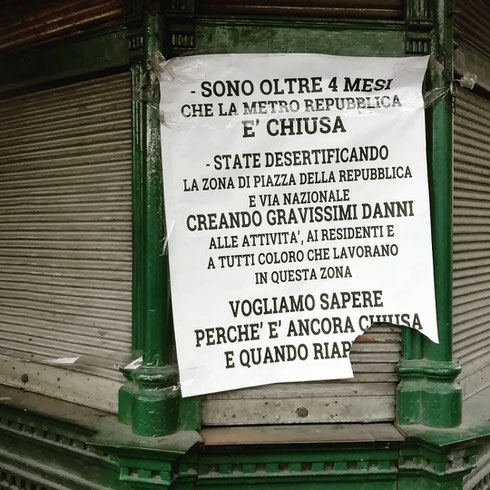 - SONO OLTRE 4 MESI
CHE LA METRO REPUBBLICA
E' CHIUSA
- STATE DESERTIFICANDO
LA ZONA DI PIAZZA DELLA REPUBBLICA
E VIA NAZIONALE
CREANDO GRAVISSIMI DANNI
ALLE ATTIVITA', AI RESIDENTI E
A TUTTI COLORO CHE LAVORANO
IN QUESTA ZONA
VOGLIAMO SAPERE
PERCHE' E' ANCORA CHIUSA
E QUANDO